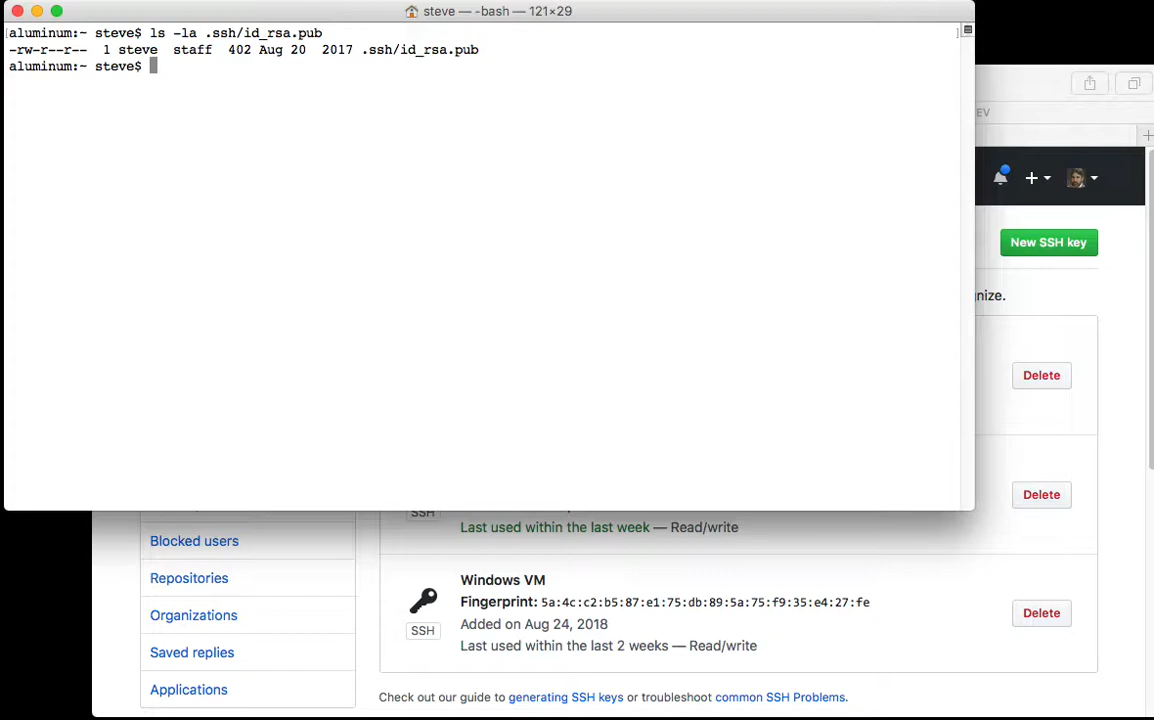 steve — -bash — 121×29
aluminum:~ steve$ ls -la .ssh/id_rsa.pub
-rw-r--r--  1 steve  staff  402 Aug 20  2017 .ssh/id_rsa.pub
aluminum:~ steve$
EV
New SSH key
nize.
Delete
Delete
SSH
Last used within the last week — Read/write
Blocked users
Repositories
Organizations
Saved replies
Applications
Windows VM
Fingerprint: 5a:4c:c2:b5:87:e1:75:db:89:5a:75:f9:35:e4:27:fe
Added on Aug 24, 2018
Last used within the last 2 weeks — Read/write
SSH
Delete
Check out our guide to generating SSH keys or troubleshoot common SSH Problems.